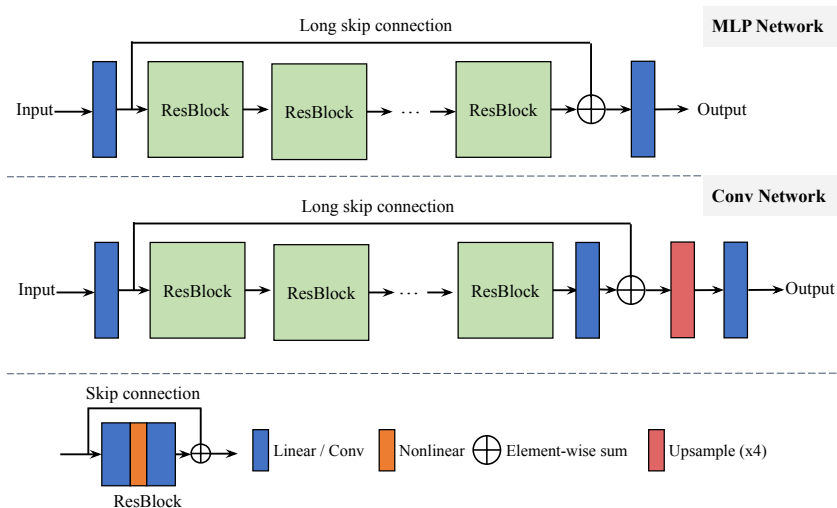 Long skip connection
MLP Network
Input
ResBlock
ResBlock
...
ResBlock
Output
Long skip connection
Conv Network
Input
ResBlock
ResBlock
...
ResBlock
Output
Skip connection
Linear / Conv
Nonlinear
Element-wise sum
Upsample (x4)
ResBlock